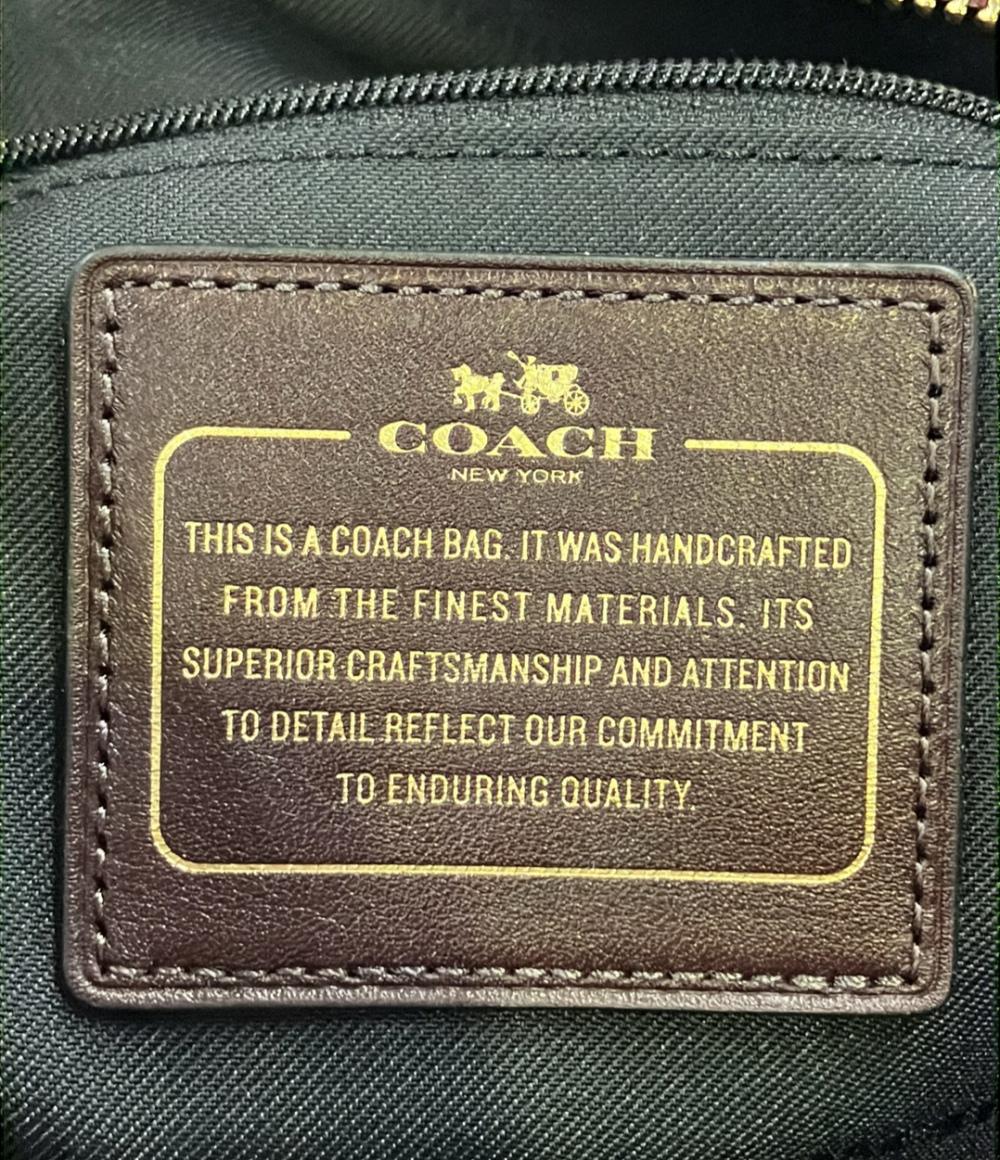 COACH
NEW YORK
THIS IS A COACH BAG. IT WAS HANDCRAFTED
FROM THE FINEST MATERIALS. ITS
SUPERIOR CRAFTSMANSHIP AND ATTENTION
TO DETAIL REFLECT OUR COMMITMENT
TO ENDURING QUALITY.